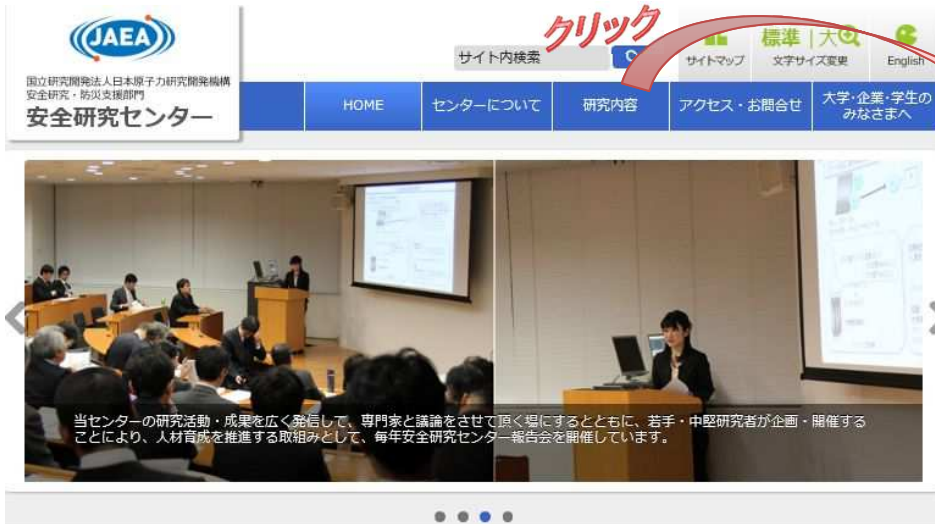 JAEA
国立研究開発法人日本原子力研究開発機構
安全研究・防災支援部門
安全研究センター
クリック
サイト内検索
サイトマップ
標準 | 大
文字サイズ変更
English
HOME
センターについて
研究内容
アクセス・お問合せ
大学・企業・学生の
みなさまへ
当センターの研究活動・成果を広く発信して、専門家と議論をさせて頂く場にするとともに、若手・中堅研究者が企画・開催する
ことにより、人材育成を推進する取組みとして、毎年安全研究センター報告会を開催しています。